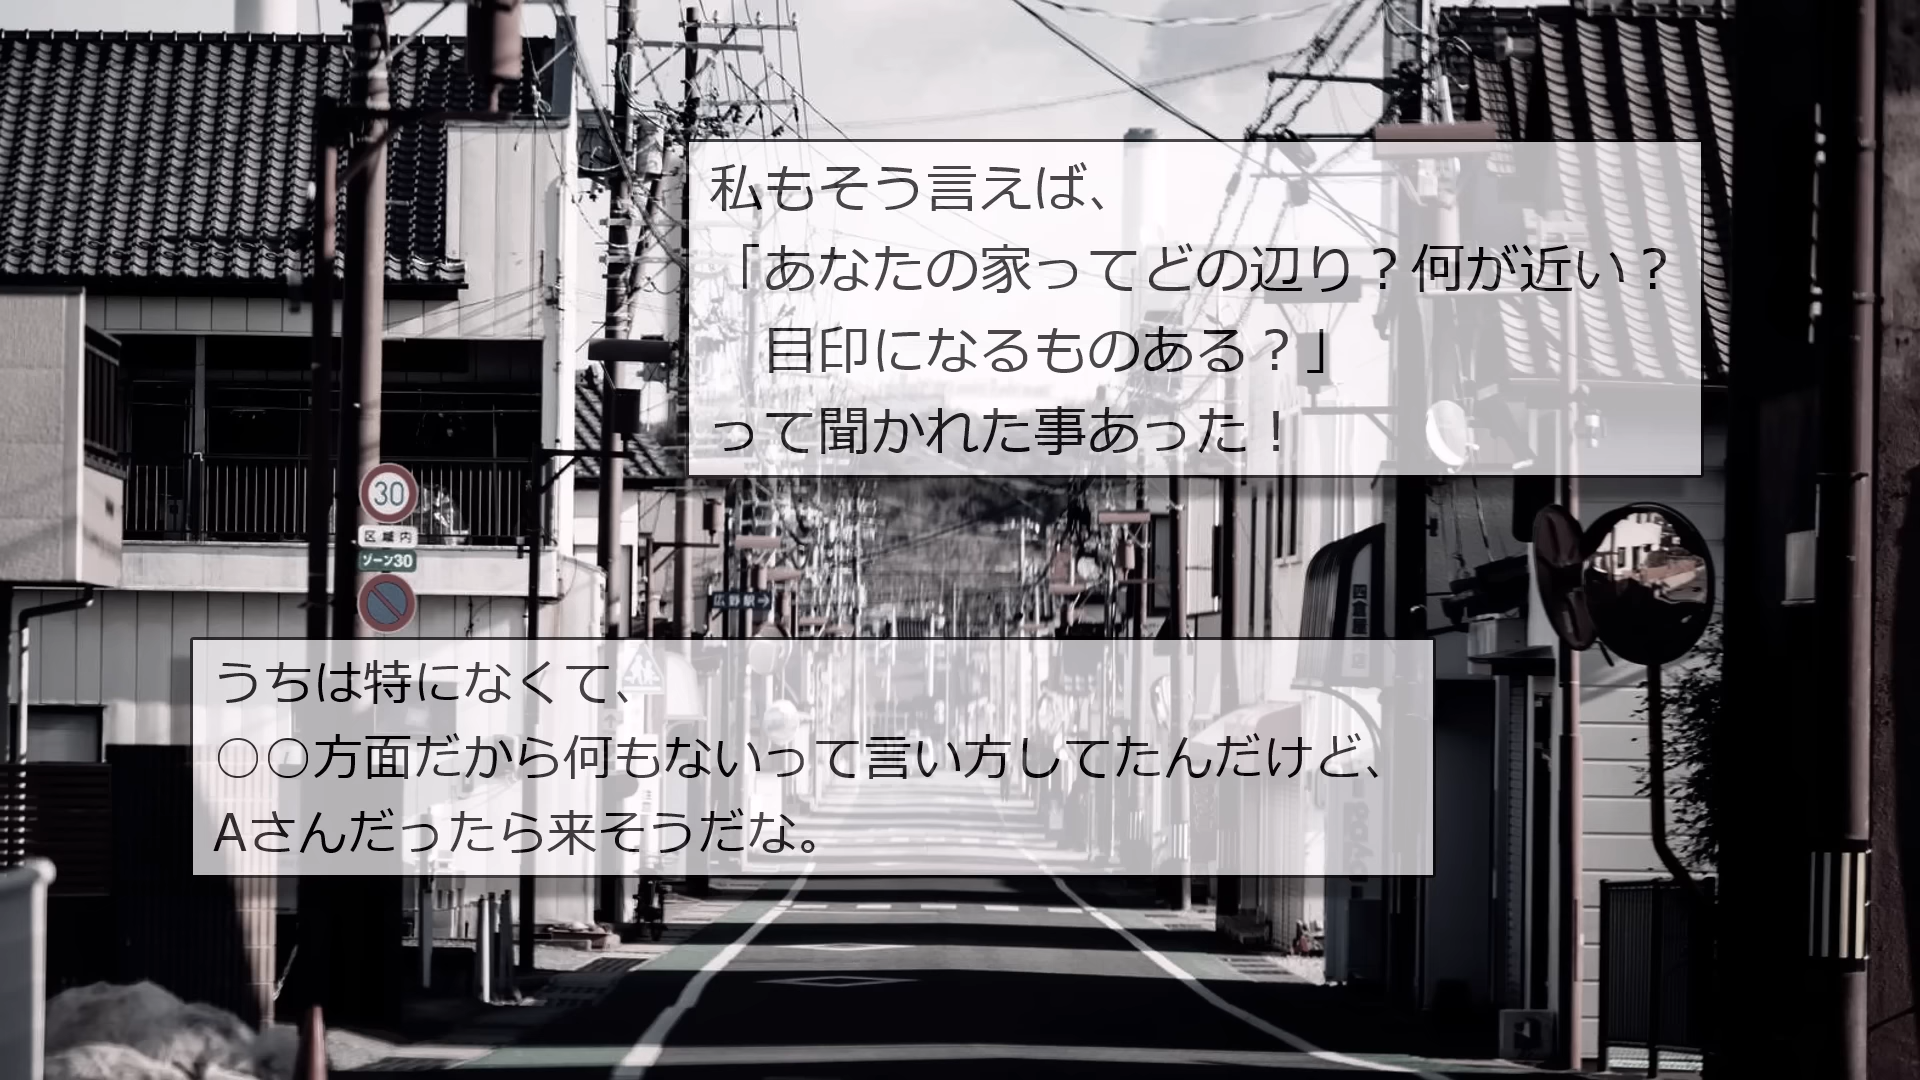 私もそう言えば、
「あなたの家ってどの辺り？何が近い？
目印になるものある？」
って聞かれた事あった！
30
区域内
ゾーン30
広野駅→
うちは特になくて、
○○方面だから何もないって言い方してたんだけど、
Aさんだったら来そうだな。